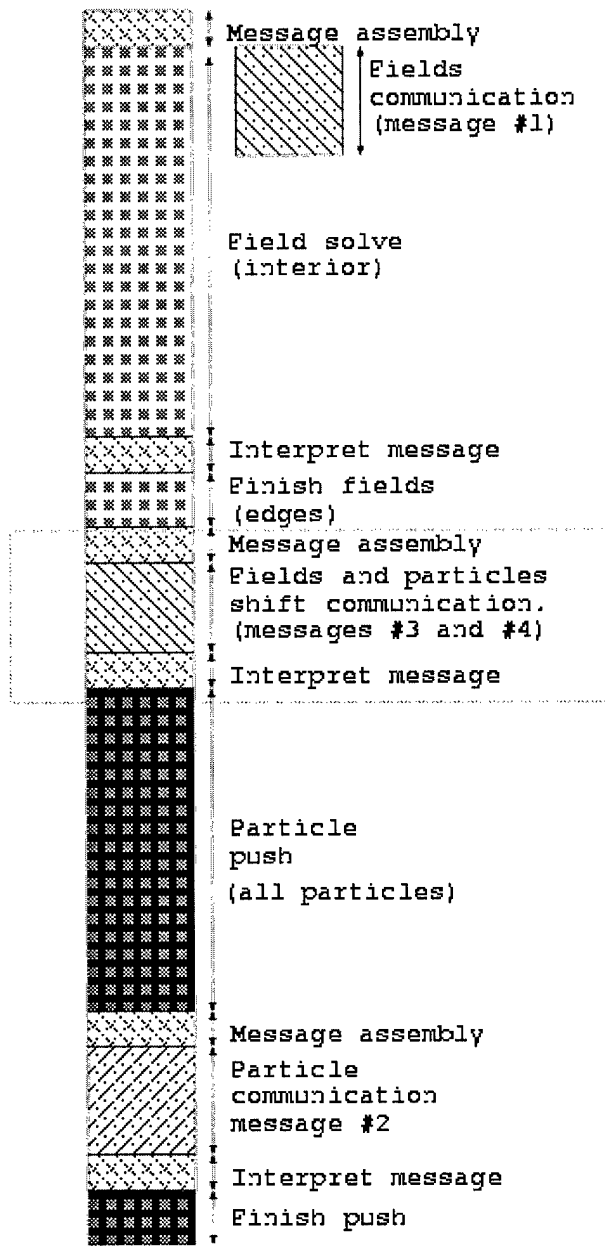 Message assembly
Fields
communication
(message #1)
Field solve
(interior)
Interpret message
Finish fields
(edges)
Message assembly
Fields and particles
shift communication.
(messages #3 and #4)
Interpret message
Particle
push
(all particles)
Message assembly
Particle
communication
message #2
Interpret message
Finish push